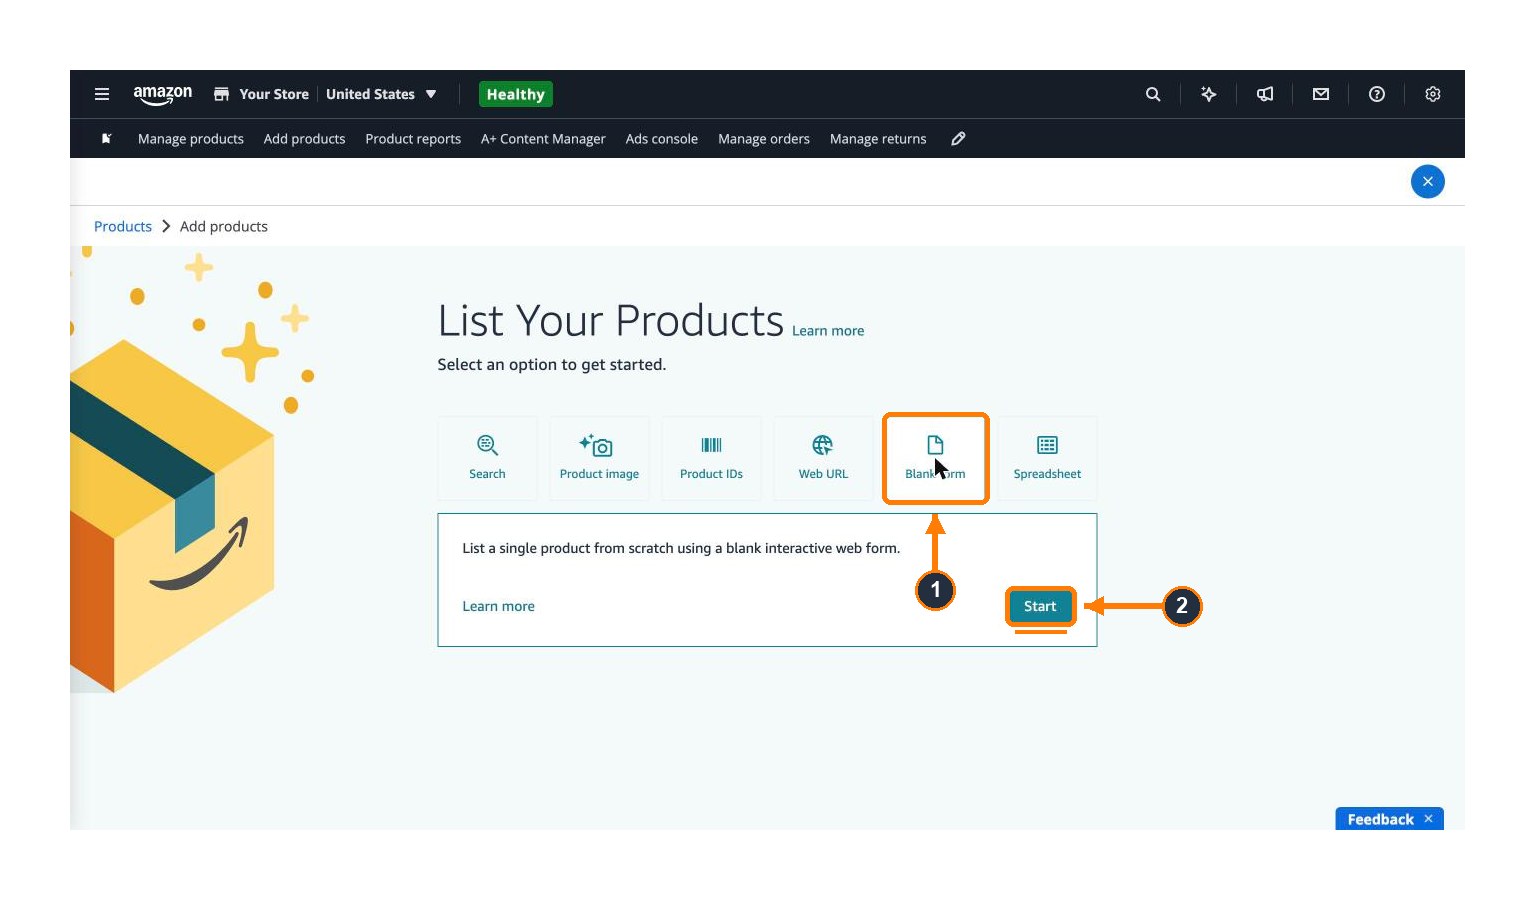 amazon Your Store United States Healthy
Manage products Add products Product reports A+ Content Manager Ads console Manage orders Manage returns
Products Add products
List Your Products Learn more
Select an option to get started.
Search Product image Product IDs Web URL Blank form Spreadsheet
List a single product from scratch using a blank interactive web form.
1
Learn more Start 2
Feedback